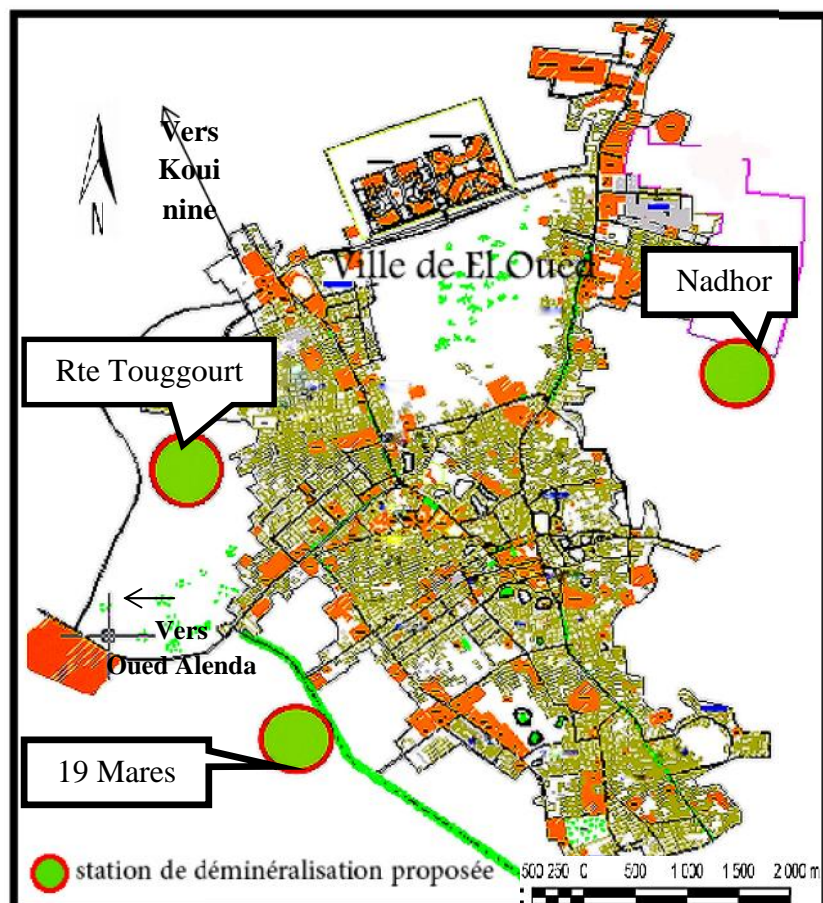 Vers
Koui
nine
N
Ville de El Oued
Nadhor
Rte Touggourt
Vers
Oued Alenda
19 Mares
station de déminéralisation proposée
500 250 0 500 1 000 1 500 2 000 m